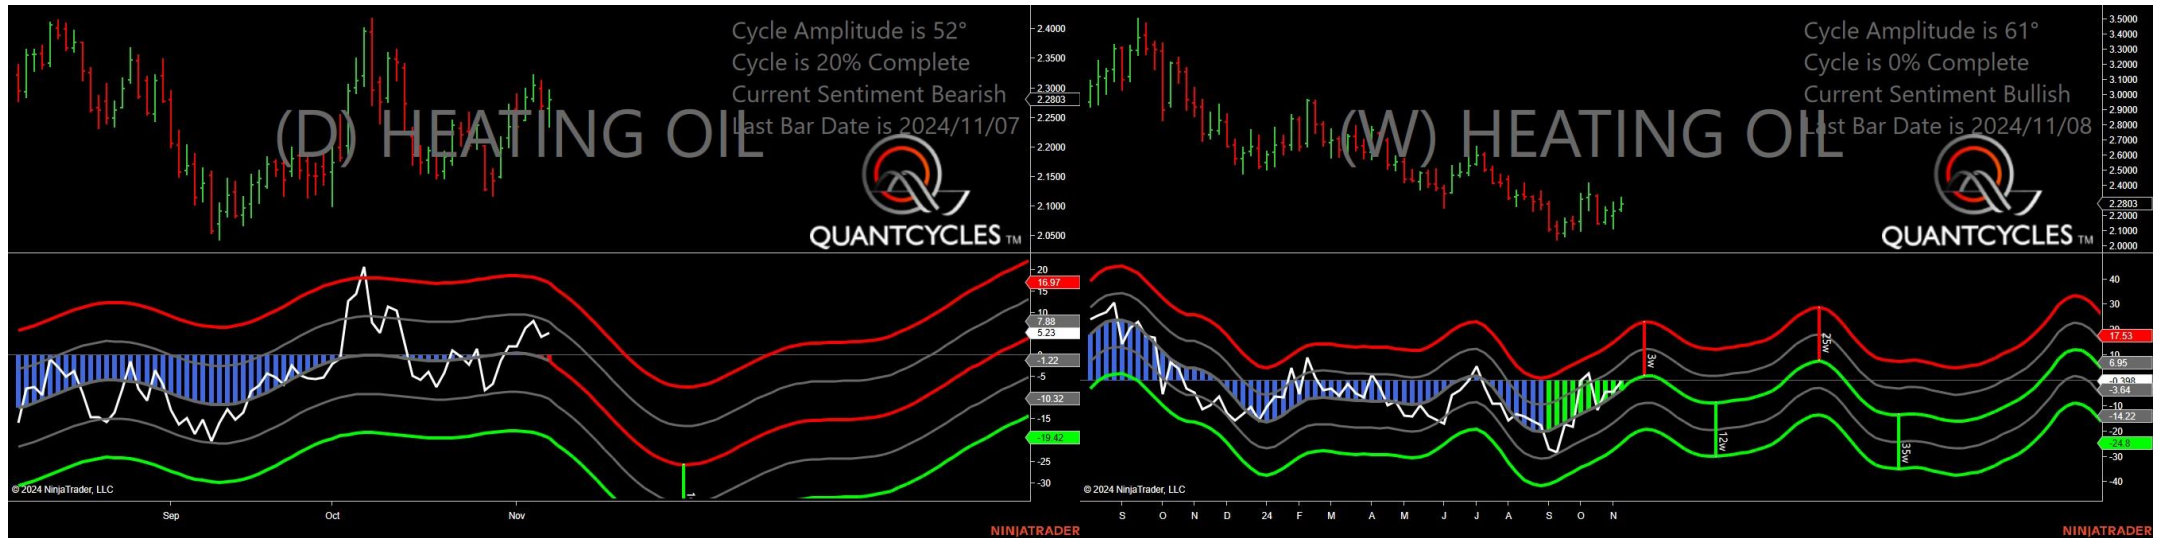 Cycle Amplitude is 52°
Cycle is 20% Complete
Current Sentiment Bearish
Last Bar Date is 2024/11/07
(D) HEATING OIL
QUANTCYCLES TM
2.4000
2.3500
2.3000
2.2803
2.2500
2.2000
2.1500
2.1000
2.0500
20
16.97
15
10
7.88
5.23
-1.22
-5
-10.32
-15
-19.42
-25
-30
© 2024 NinjaTrader, LLC
Sep Oct Nov
NINJATRADER
Cycle Amplitude is 61°
Cycle is 0% Complete
Current Sentiment Bullish
Last Bar Date is 2024/11/08
(W) HEATING OIL
QUANTCYCLES TM
3.5000
3.3000
3.2000
3.1000
3.0000
2.9000
2.8000
2.7000
2.6000
2.5000
2.4000
2.2803
2.2000
2.1000
2.0000
40
30
17.53
10
6.95
-0.398
-3.64
-10
-14.22
-20
-24.8
-30
-40
3w
12w
25w
35w
© 2024 NinjaTrader, LLC
S O N D 24 F M A M J J A S O N
NINJATRADER